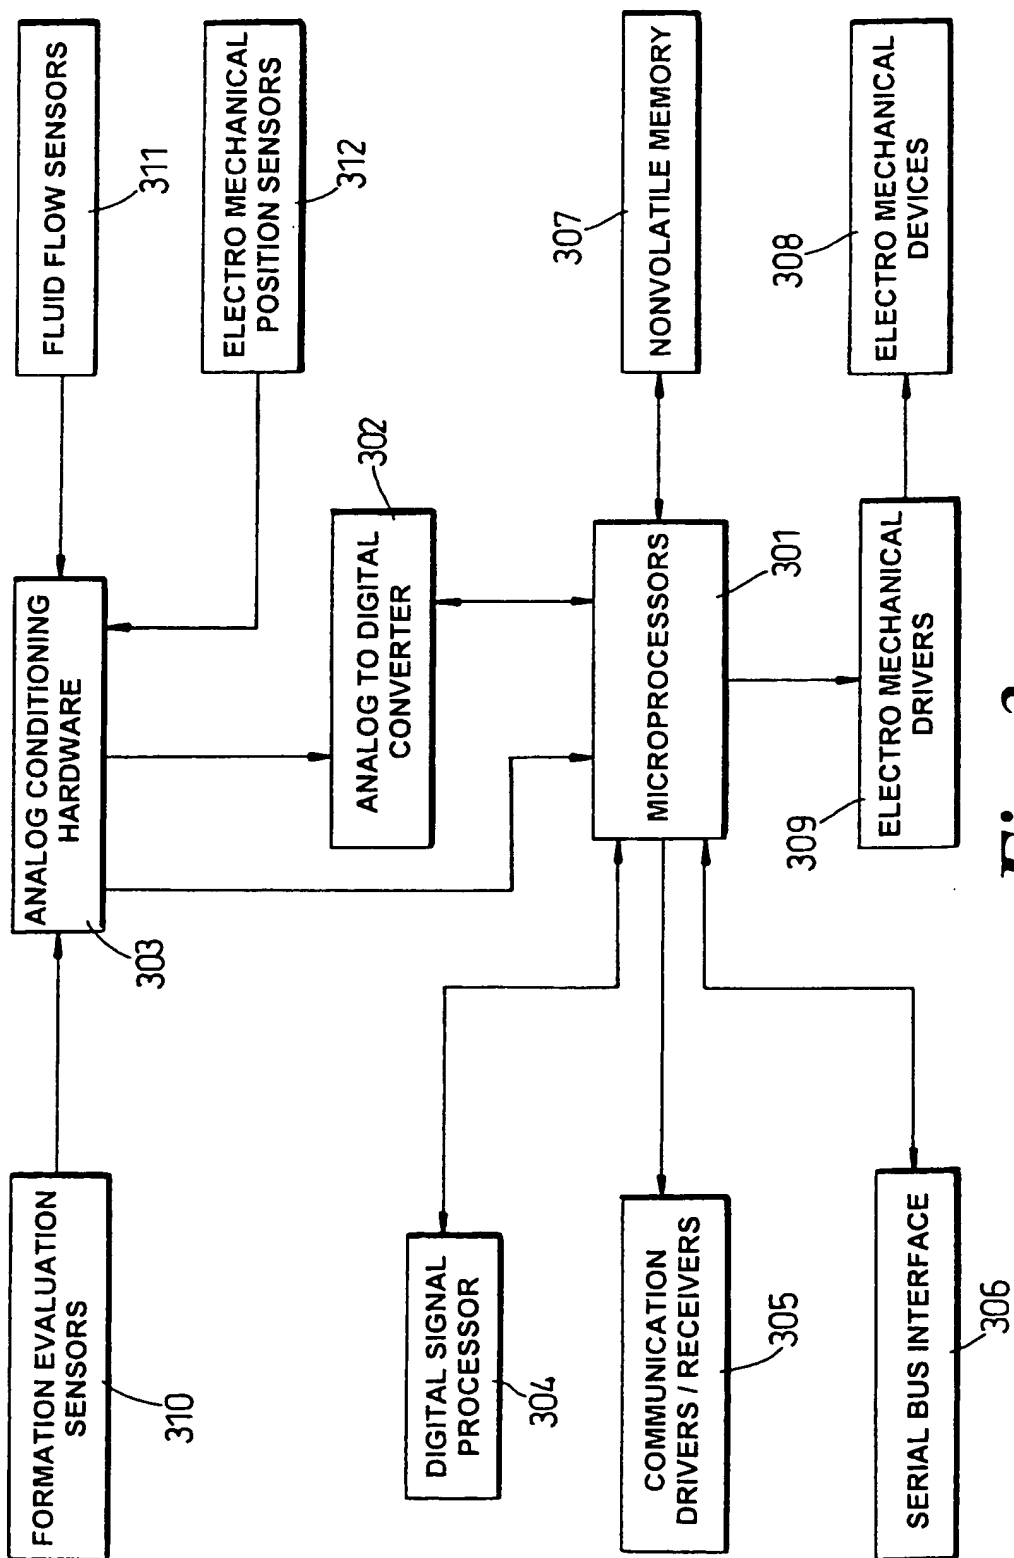 FORMATION EVALUATION
SENSORS
310
ANALOG CONDITIONING
HARDWARE
303
FLUID FLOW SENSORS
311
ELECTRO MECHANICAL
POSITION SENSORS
312
ANALOG TO DIGITAL
CONVERTER
302
DIGITAL SIGNAL
PROCESSOR
304
COMMUNICATION
DRIVERS / RECEIVERS
305
MICROPROCESSORS
301
NONVOLATILE MEMORY
307
SERIAL BUS INTERFACE
306
ELECTRO MECHANICAL
DRIVERS
309
ELECTRO MECHANICAL
DEVICES
308